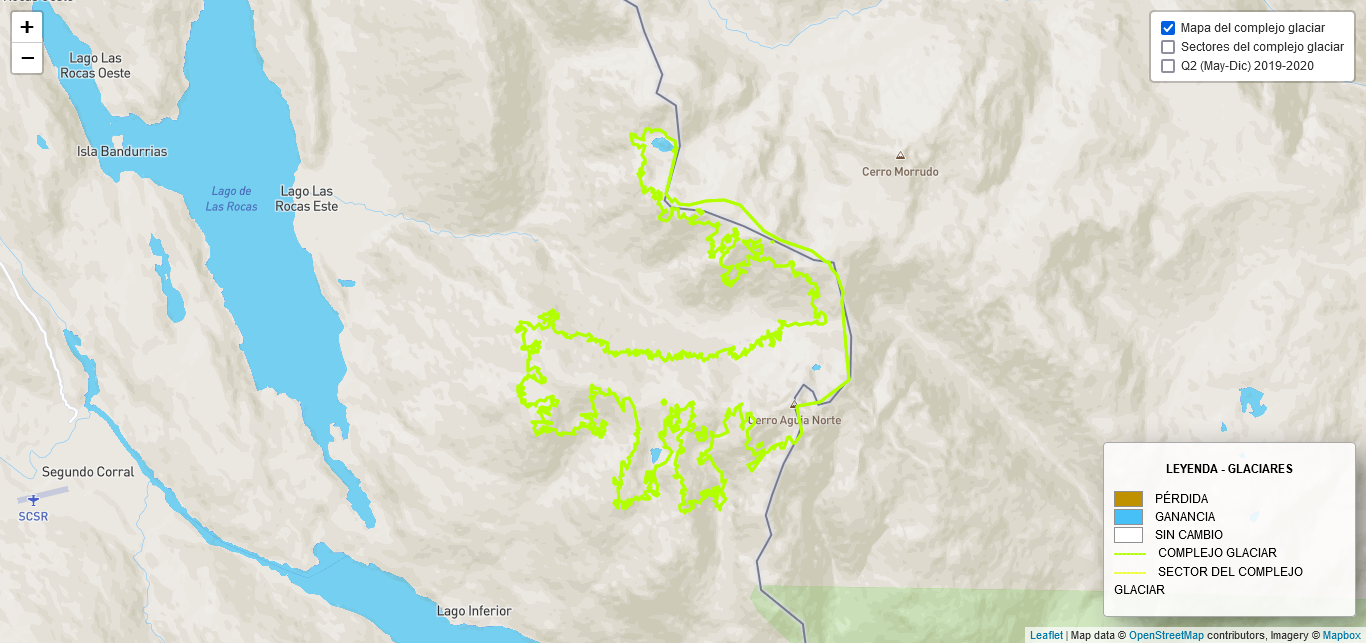 +
−
Lago Las
Rocas Oeste
Isla Bandurrias
Lago de
Las Rocas
Lago Las
Rocas Este
Cerro Morrudo
Cerro Aguja Norte
Segundo Corral
SCSR
Lago Inferior
Mapa del complejo glaciar
Sectores del complejo glaciar
Q2 (May-Dic) 2019-2020
LEYENDA - GLACIARES
PÉRDIDA
GANANCIA
SIN CAMBIO
COMPLEJO GLACIAR
SECTOR DEL COMPLEJO
GLACIAR
Leaflet | Map data © OpenStreetMap contributors, Imagery © Mapbox